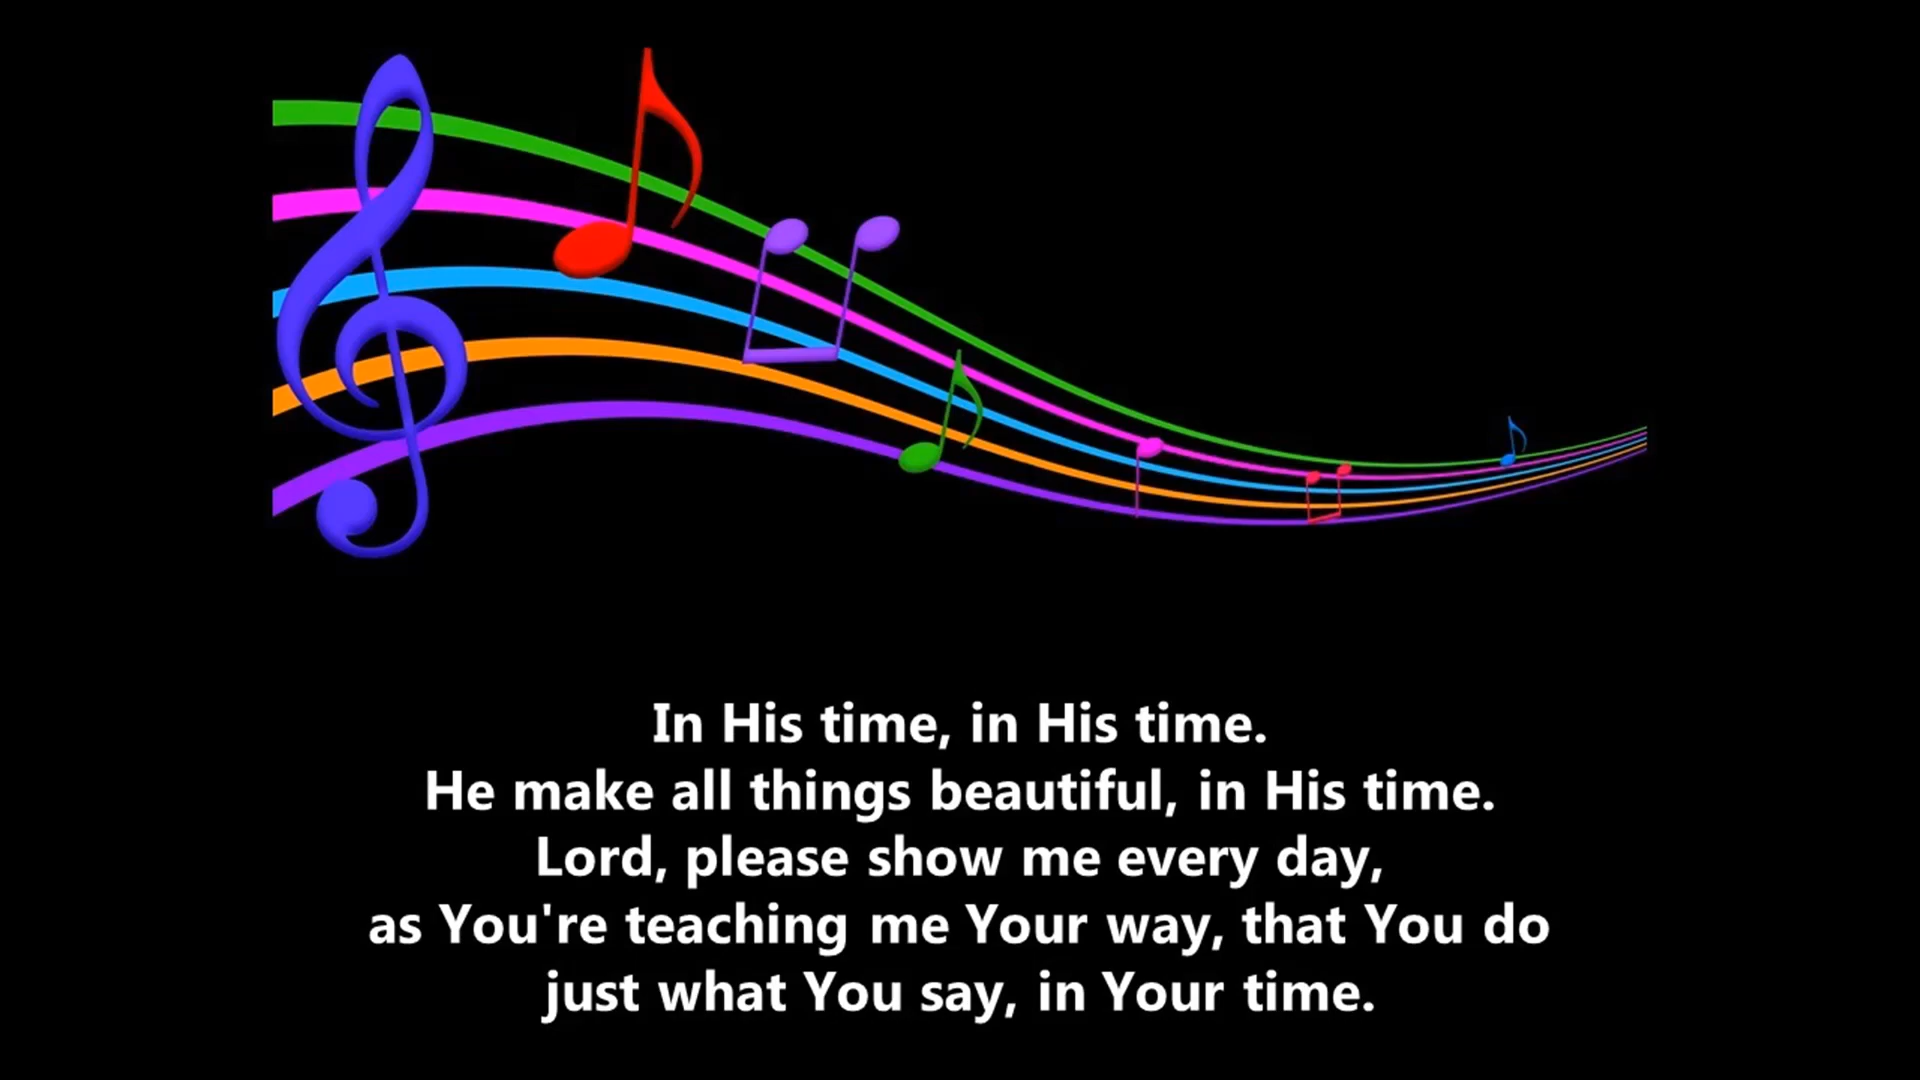 In His time, in His time.
He make all things beautiful, in His time.
Lord, please show me every day,
as You're teaching me Your way, that You do
just what You say, in Your time.